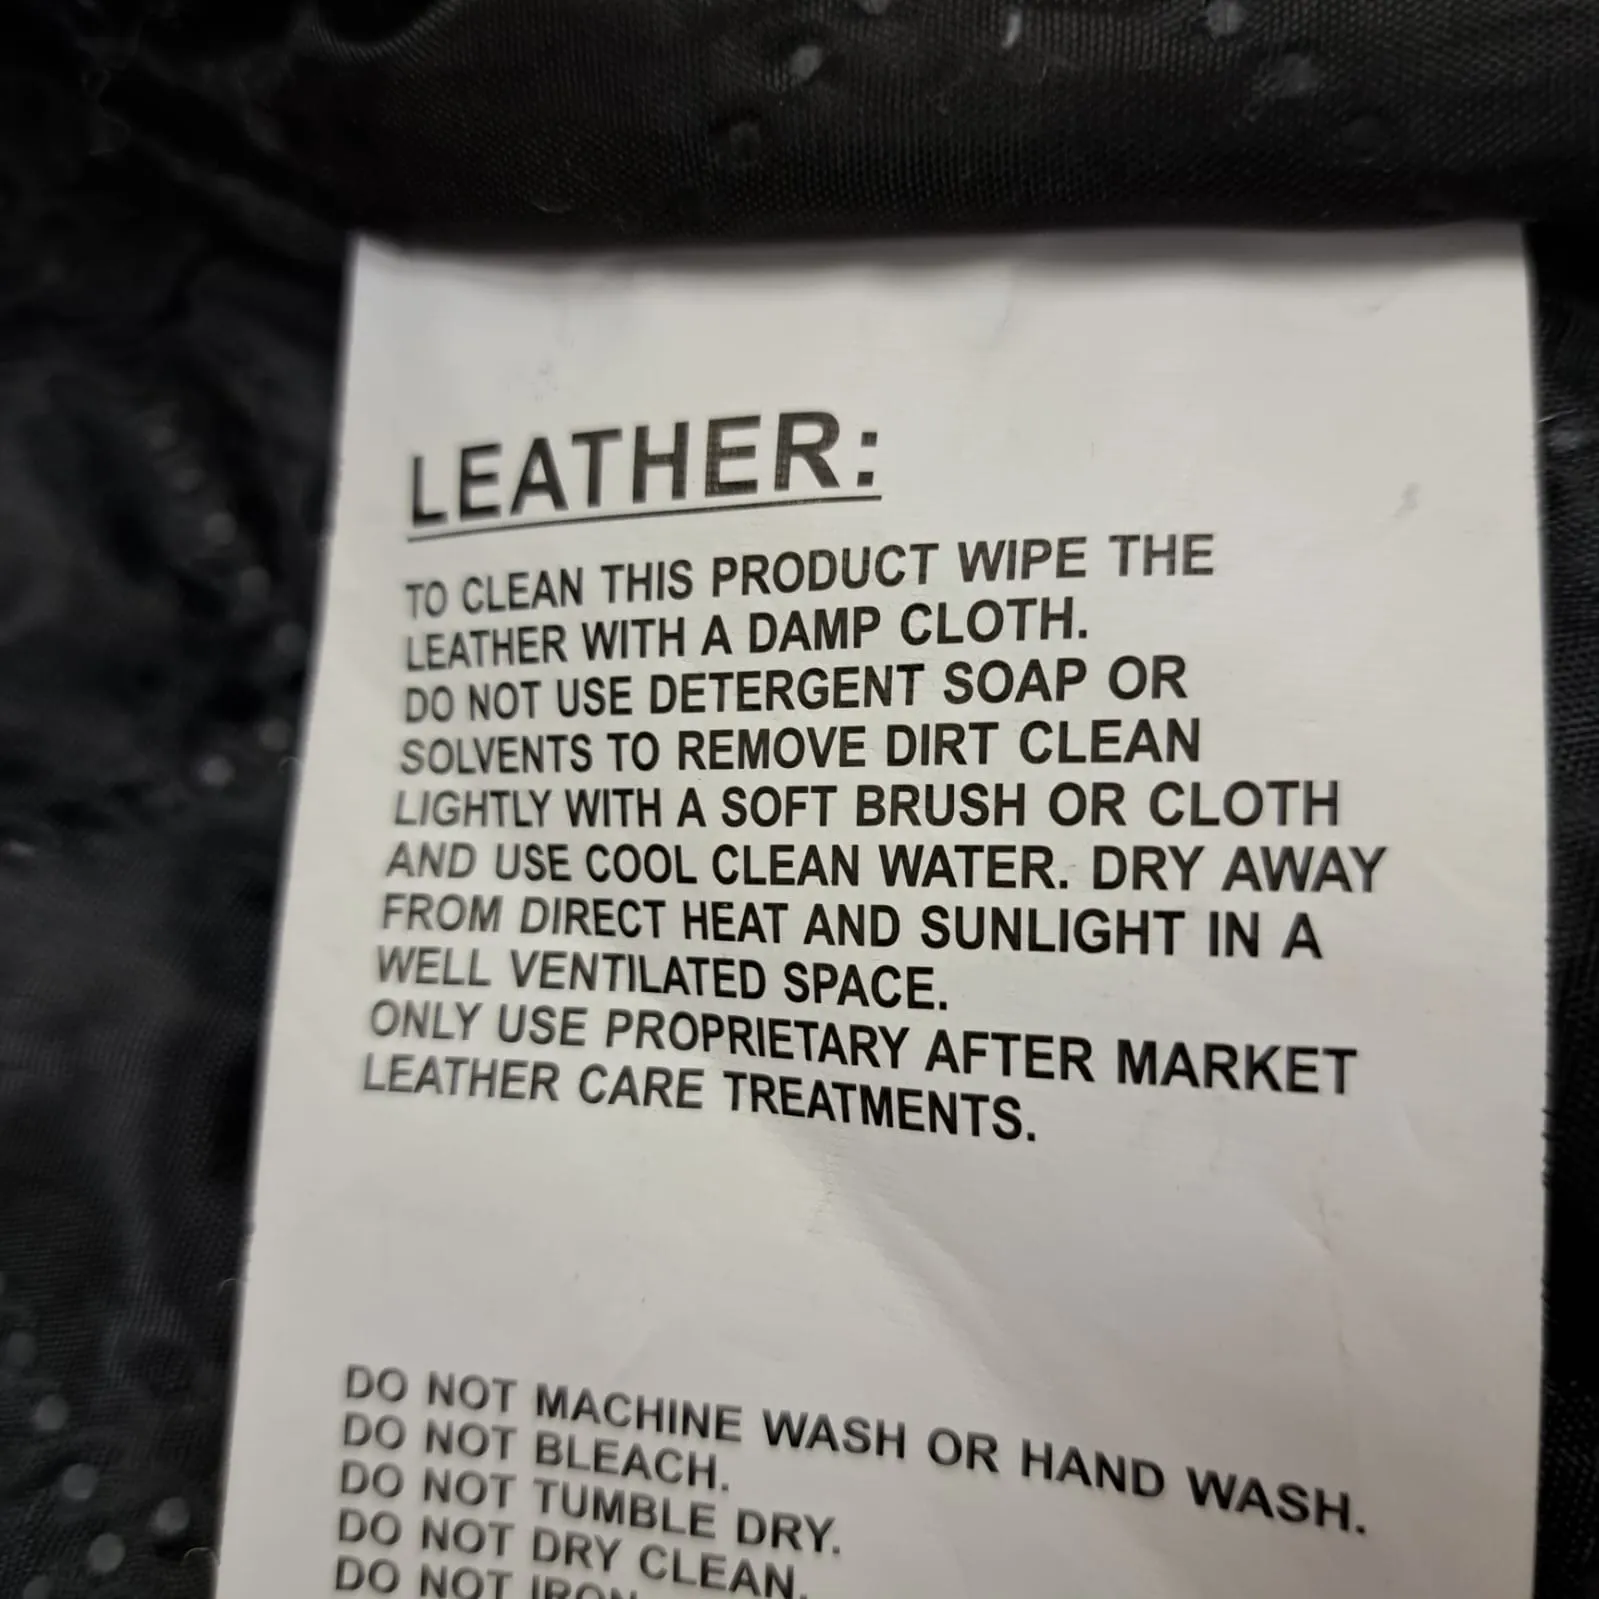 LEATHER:
TO CLEAN THIS PRODUCT WIPE THE
LEATHER WITH A DAMP CLOTH.
DO NOT USE DETERGENT SOAP OR
SOLVENTS TO REMOVE DIRT CLEAN
LIGHTLY WITH A SOFT BRUSH OR CLOTH
AND USE COOL CLEAN WATER. DRY AWAY
FROM DIRECT HEAT AND SUNLIGHT IN A
WELL VENTILATED SPACE.
ONLY USE PROPRIETARY AFTER MARKET
LEATHER CARE TREATMENTS.
DO NOT MACHINE WASH OR HAND WASH.
DO NOT BLEACH.
DO NOT TUMBLE DRY.
DO NOT DRY CLEAN.
DO NOT IRON